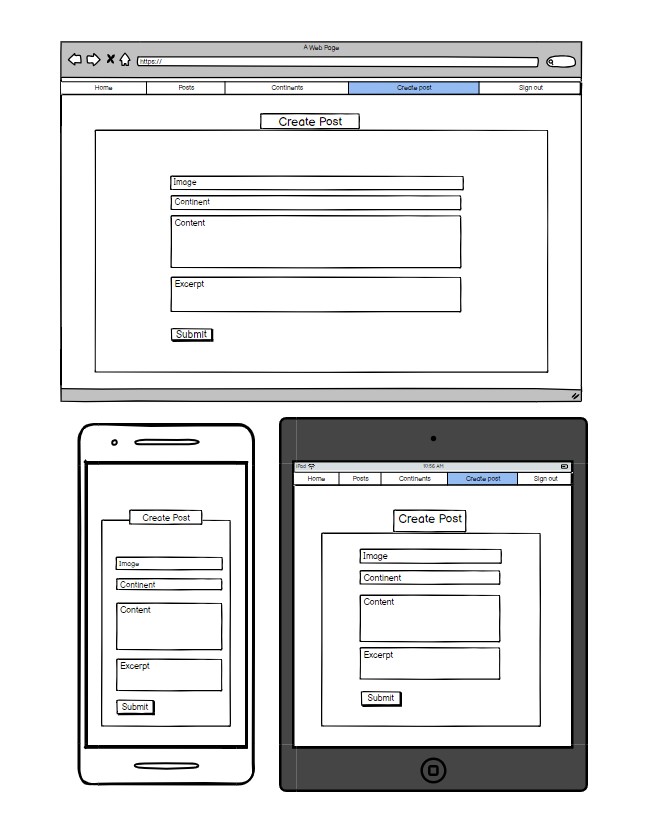 A Web Page
https://
Home Posts Continents Create post Sign out
Create Post
Image
Continent
Content
Excerpt
Submit
Create Post
Image
Continent
Content
Excerpt
Submit
iPad 11:56 AM
Home Posts Continents Create post Sign out
Create Post
Image
Continent
Content
Excerpt
Submit